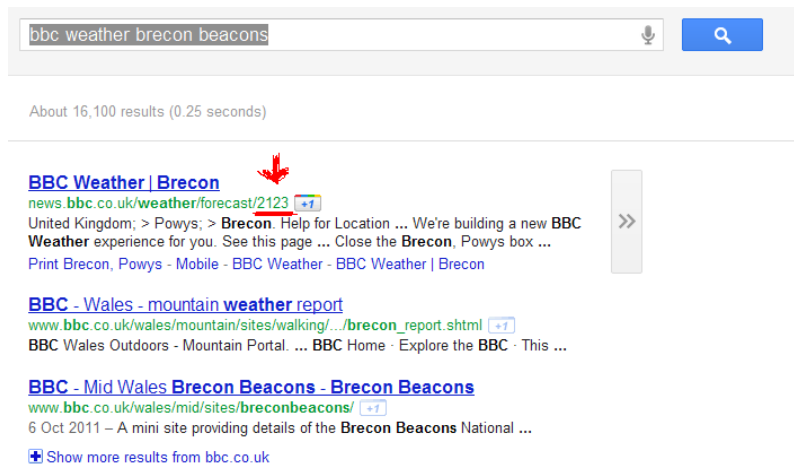 bbc weather brecon beacons
About 16,100 results (0.25 seconds)
BBC Weather | Brecon
news.bbc.co.uk/weather/forecast/2123 +1
United Kingdom; > Powys; > Brecon. Help for Location ... We're building a new BBC
Weather experience for you. See this page ... Close the Brecon, Powys box ...
Print Brecon, Powys - Mobile - BBC Weather - BBC Weather | Brecon
BBC - Wales - mountain weather report
www.bbc.co.uk/wales/mountain/sites/walking/.../brecon_report.shtml +1
BBC Wales Outdoors - Mountain Portal. ... BBC Home · Explore the BBC · This ...
BBC - Mid Wales Brecon Beacons - Brecon Beacons
www.bbc.co.uk/wales/mid/sites/breconbeacons/ +1
6 Oct 2011 – A mini site providing details of the Brecon Beacons National ...
Show more results from bbc.co.uk